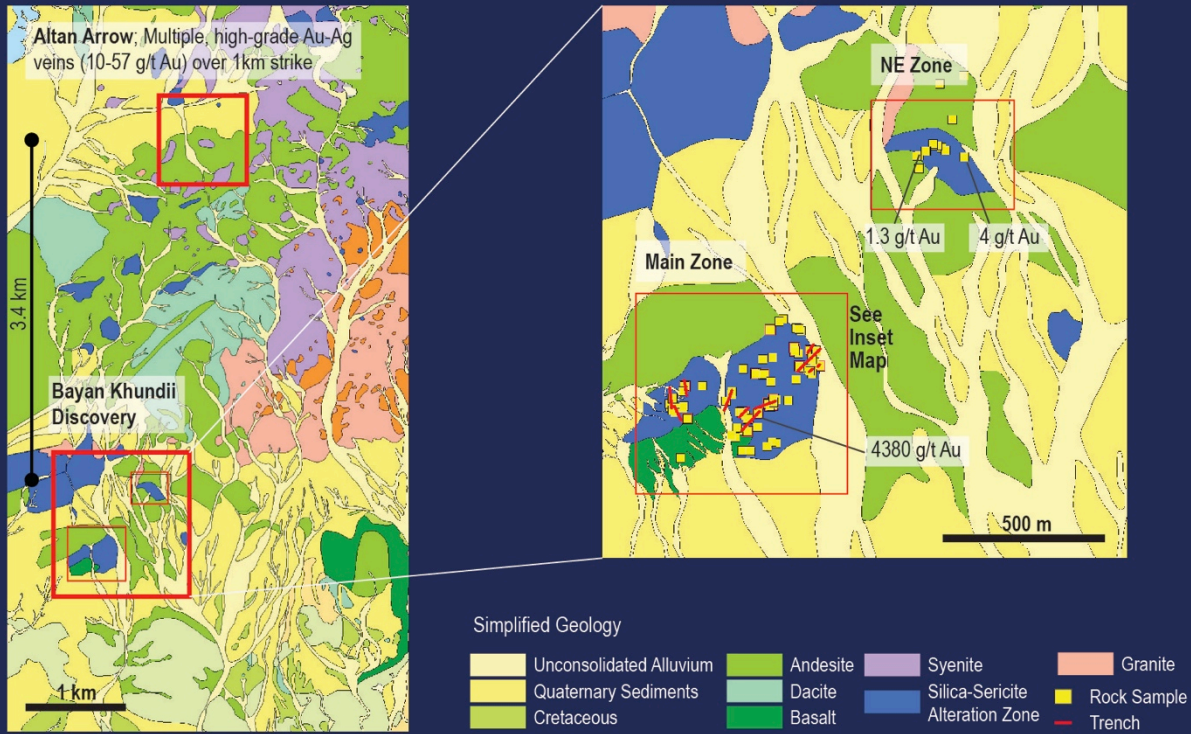 Altan Arrow; Multiple, high-grade Au-Ag
veins (10-57 g/t Au) over 1km strike
3.4 km
Bayan Khundii
Discovery
1 km
NE Zone
1.3 g/t Au
4 g/t Au
Main Zone
See
Inset
Map
4380 g/t Au
500 m
Simplified Geology
Unconsolidated Alluvium
Quaternary Sediments
Cretaceous
Andesite
Dacite
Basalt
Syenite
Silica-Sericite
Alteration Zone
Granite
Rock Sample
Trench